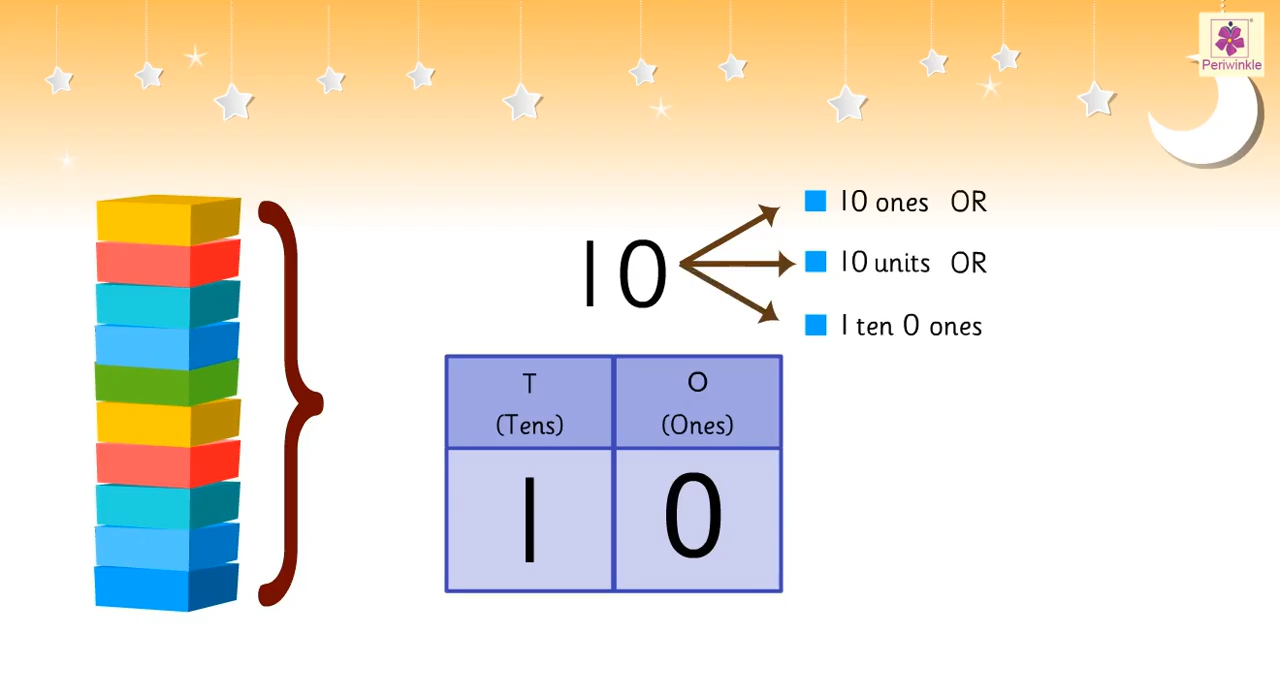 Periwinkle
10 ones OR
10 10 units OR
1 ten 0 ones
T O
(Tens) (Ones)
1 0